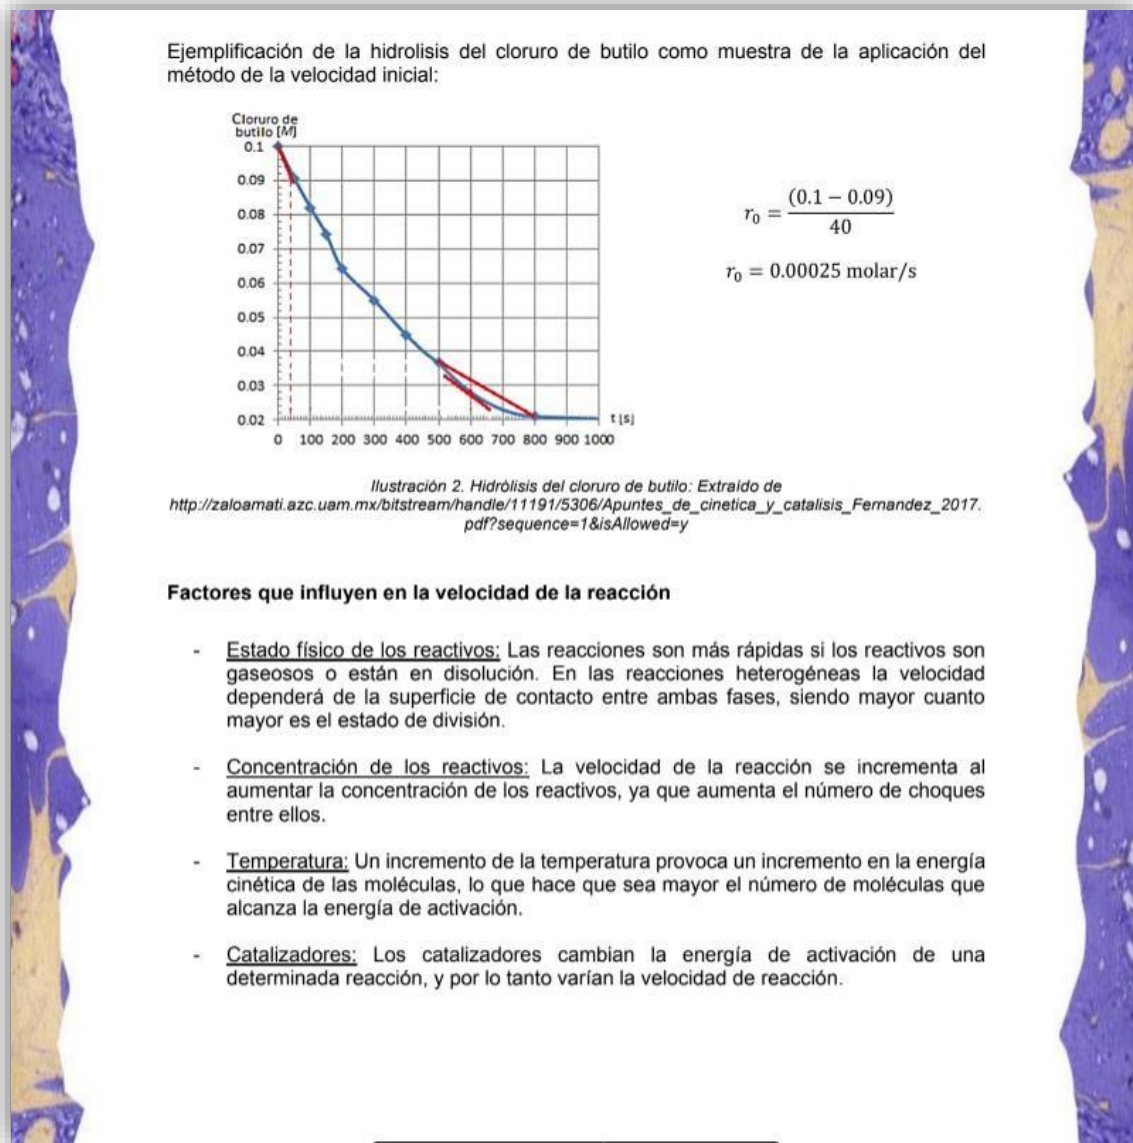 Ejemplificación de la hidrolisis del cloruro de butilo como muestra de la aplicación del
método de la velocidad inicial:
Cloruro de
butilo [M]
0.1
0.09
0.08
0.07
0.06
0.05
0.04
0.03
0.02
t [s]
0 100 200 300 400 500 600 700 800 900 1000
r₀ = (0.1 − 0.09) / 40
r₀ = 0.00025 molar/s
Ilustración 2. Hidrólisis del cloruro de butilo: Extraído de
http://zaloamati.azc.uam.mx/bitstream/handle/11191/5306/Apuntes_de_cinetica_y_catalisis_Fernandez_2017.
pdf?sequence=1&isAllowed=y
Factores que influyen en la velocidad de la reacción
- Estado físico de los reactivos: Las reacciones son más rápidas si los reactivos son
gaseosos o están en disolución. En las reacciones heterogéneas la velocidad
dependerá de la superficie de contacto entre ambas fases, siendo mayor cuanto
mayor es el estado de división.
- Concentración de los reactivos: La velocidad de la reacción se incrementa al
aumentar la concentración de los reactivos, ya que aumenta el número de choques
entre ellos.
- Temperatura: Un incremento de la temperatura provoca un incremento en la energía
cinética de las moléculas, lo que hace que sea mayor el número de moléculas que
alcanza la energía de activación.
- Catalizadores: Los catalizadores cambian la energía de activación de una
determinada reacción, y por lo tanto varían la velocidad de reacción.